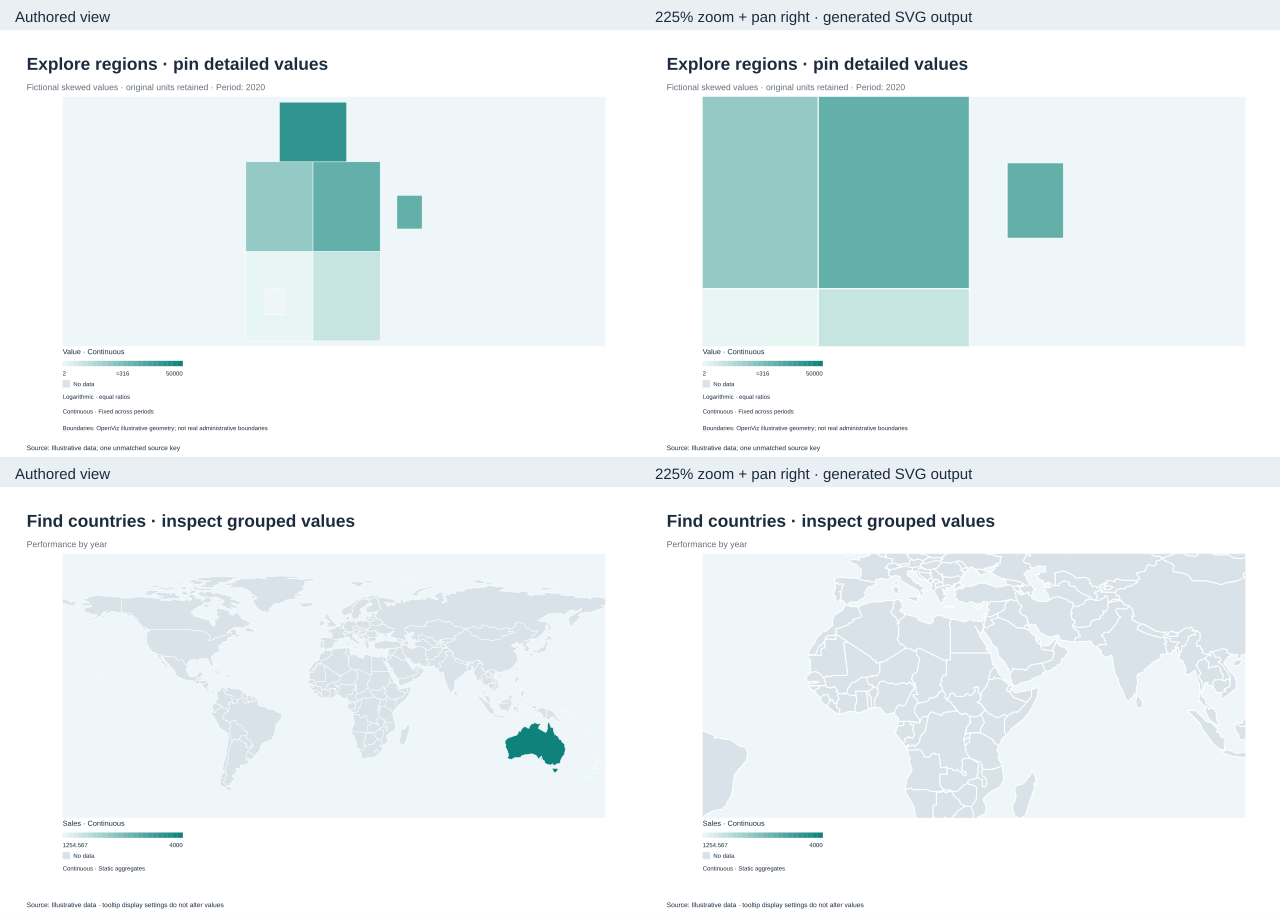 Authored view
225% zoom + pan right · generated SVG output
Explore regions · pin detailed values
Fictional skewed values · original units retained · Period: 2020
Value · Continuous
2 ≈316 50000
No data
Logarithmic · equal ratios
Continuous · Fixed across periods
Boundaries: OpenViz illustrative geometry; not real administrative boundaries
Source: Illustrative data; one unmatched source key
Explore regions · pin detailed values
Fictional skewed values · original units retained · Period: 2020
Value · Continuous
2 ≈316 50000
No data
Logarithmic · equal ratios
Continuous · Fixed across periods
Boundaries: OpenViz illustrative geometry; not real administrative boundaries
Source: Illustrative data; one unmatched source key
Authored view
225% zoom + pan right · generated SVG output
Find countries · inspect grouped values
Performance by year
Sales · Continuous
1254.567 4000
No data
Continuous · Static aggregates
Source: Illustrative data · tooltip display settings do not alter values
Find countries · inspect grouped values
Performance by year
Sales · Continuous
1254.567 4000
No data
Continuous · Static aggregates
Source: Illustrative data · tooltip display settings do not alter values